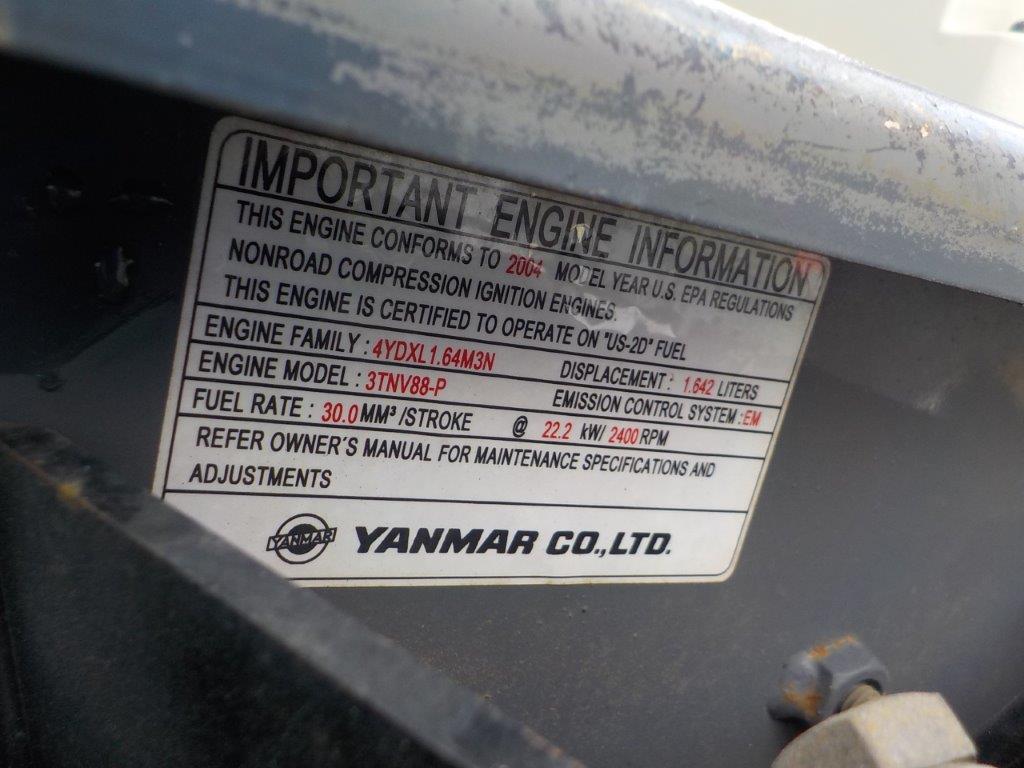 IMPORTANT ENGINE INFORMATION
THIS ENGINE CONFORMS TO 2004 MODEL YEAR U.S. EPA REGULATIONS
NONROAD COMPRESSION IGNITION ENGINES.
THIS ENGINE IS CERTIFIED TO OPERATE ON "US-2D" FUEL
ENGINE FAMILY : 4YDXL1.64M3N DISPLACEMENT : 1.642 LITERS
ENGINE MODEL : 3TNV88-P EMISSION CONTROL SYSTEM : EM
FUEL RATE : 30.0 MM³ /STROKE @ 22.2 kW/ 2400 RPM
REFER OWNER´S MANUAL FOR MAINTENANCE SPECIFICATIONS AND
ADJUSTMENTS
YANMAR YANMAR CO.,LTD.